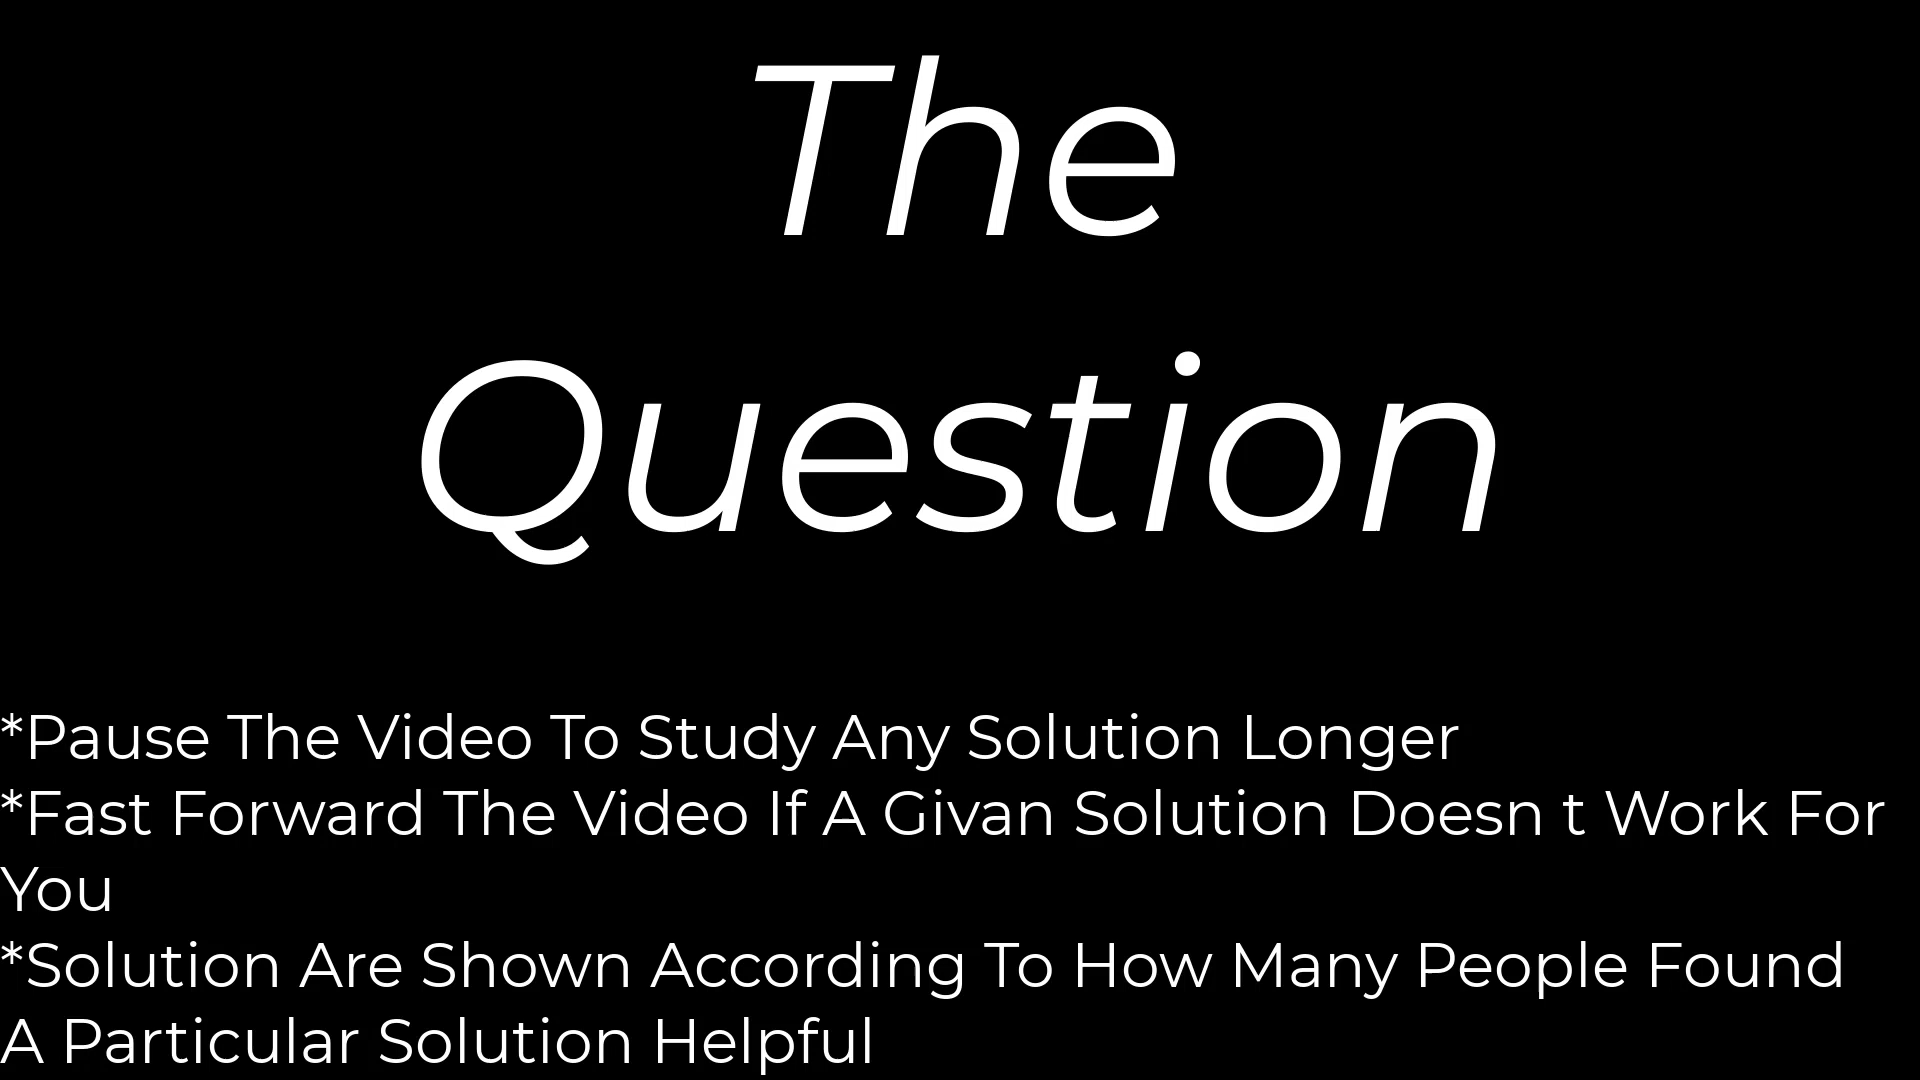 The
Question
*Pause The Video To Study Any Solution Longer
*Fast Forward The Video If A Givan Solution Doesn t Work For
You
*Solution Are Shown According To How Many People Found
A Particular Solution Helpful